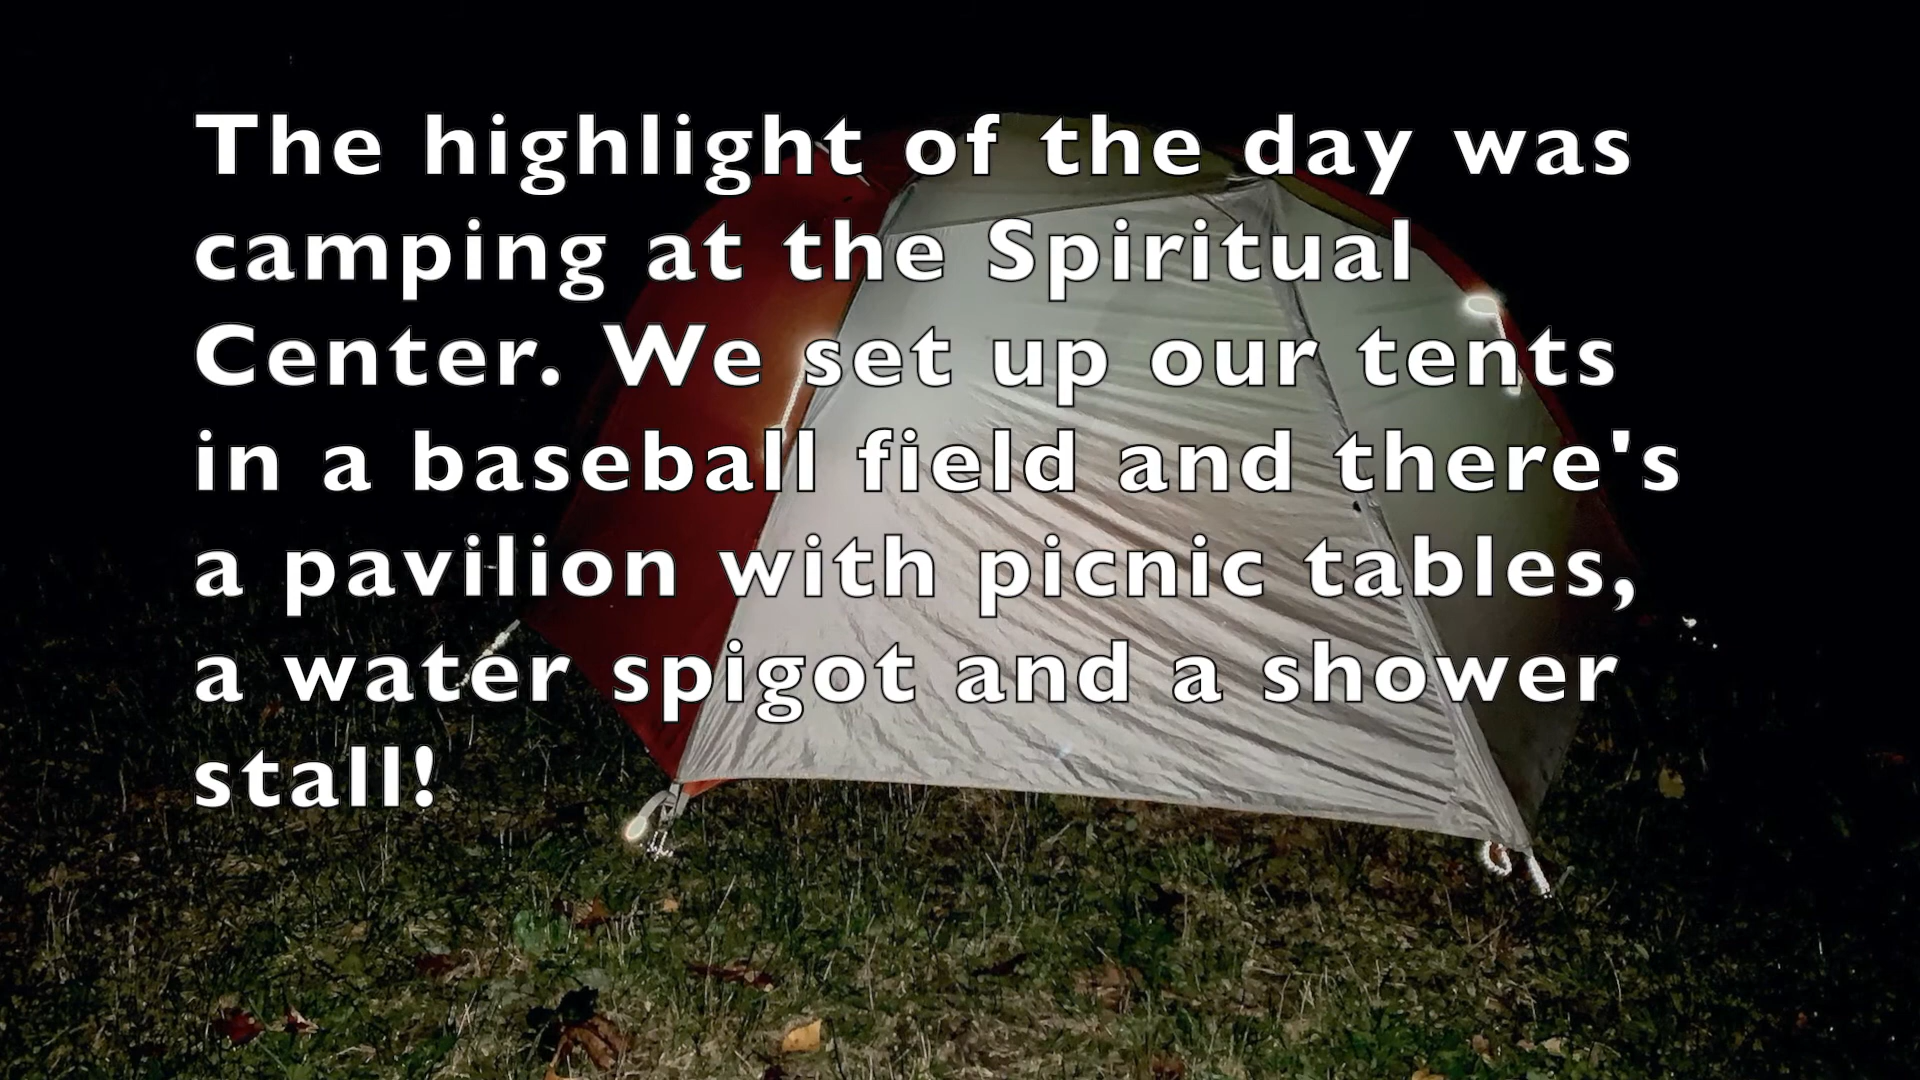 The highlight of the day was
camping at the Spiritual
Center. We set up our tents
in a baseball field and there's
a pavilion with picnic tables,
a water spigot and a shower
stall!